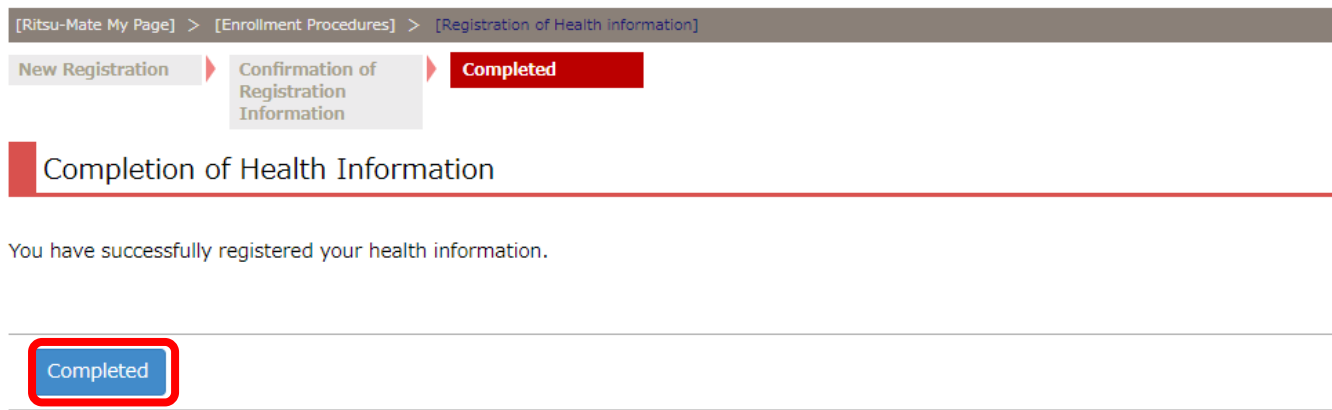 [Ritsu-Mate My Page] > [Enrollment Procedures] > [Registration of Health information]
New Registration
Confirmation of
Registration
Information
Completed
Completion of Health Information
You have successfully registered your health information.
Completed